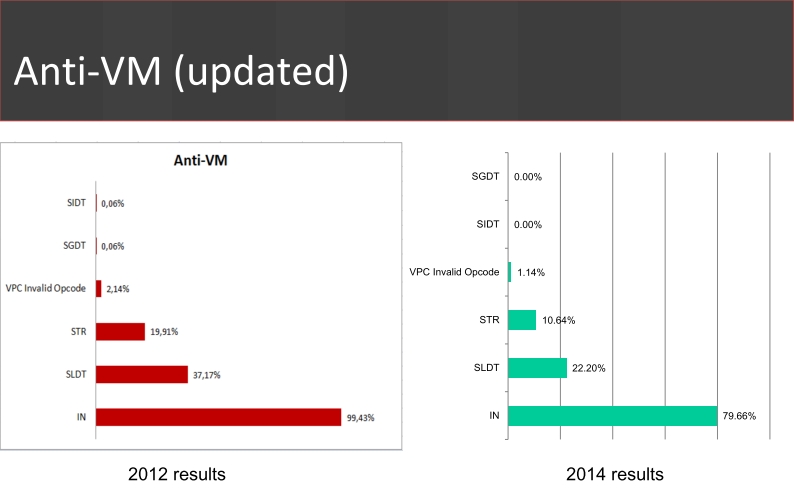 Anti-VM (updated)
Anti-VM
SIDT 0,06%
SGDT 0,06%
VPC Invalid Opcode 2,14%
STR 19,91%
SLDT 37,17%
IN 99,43%
2012 results
SGDT 0.00%
SIDT 0.00%
VPC Invalid Opcode 1.14%
STR 10.64%
SLDT 22.20%
IN 79.66%
2014 results